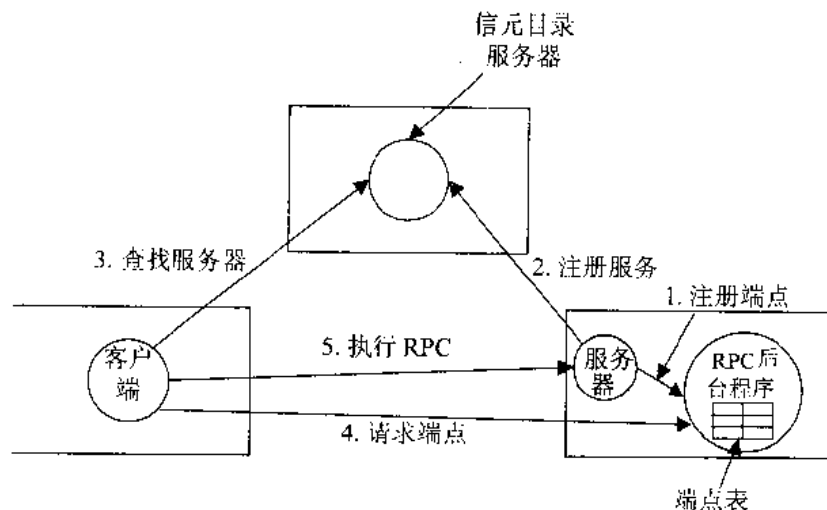 信元目录
服务器
3. 查找服务器
2. 注册服务
1. 注册端点
客户
端
5. 执行 RPC
服务
器
RPC后
台程序
4. 请求端点
端点表